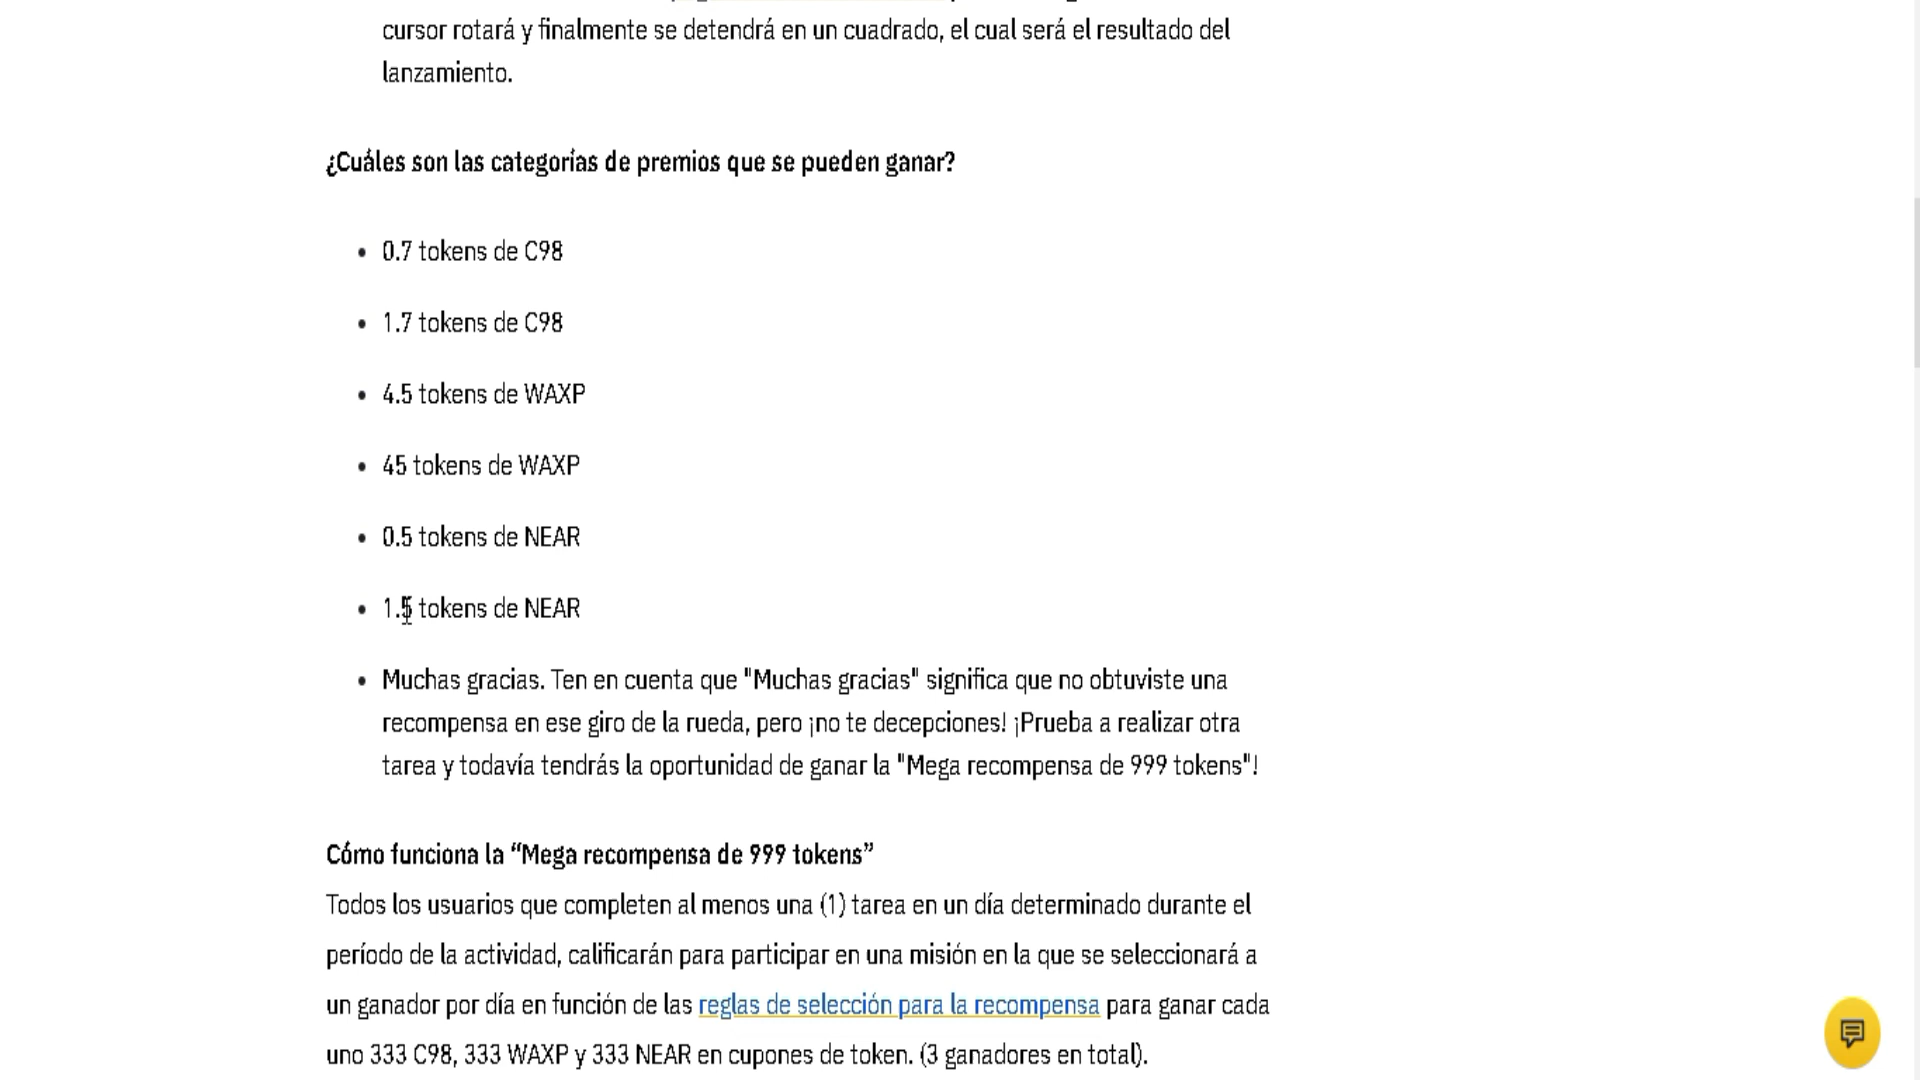 cursor rotará y finalmente se detendrá en un cuadrado, el cual será el resultado del
lanzamiento.
¿Cuáles son las categorías de premios que se pueden ganar?
• 0.7 tokens de C98
• 1.7 tokens de C98
• 4.5 tokens de WAXP
• 45 tokens de WAXP
• 0.5 tokens de NEAR
• 1.5 tokens de NEAR
• Muchas gracias. Ten en cuenta que "Muchas gracias" significa que no obtuviste una
recompensa en ese giro de la rueda, pero ¡no te decepciones! ¡Prueba a realizar otra
tarea y todavía tendrás la oportunidad de ganar la "Mega recompensa de 999 tokens"!
Cómo funciona la “Mega recompensa de 999 tokens”
Todos los usuarios que completen al menos una (1) tarea en un día determinado durante el
período de la actividad, calificarán para participar en una misión en la que se seleccionará a
un ganador por día en función de las reglas de selección para la recompensa para ganar cada
uno 333 C98, 333 WAXP y 333 NEAR en cupones de token. (3 ganadores en total).